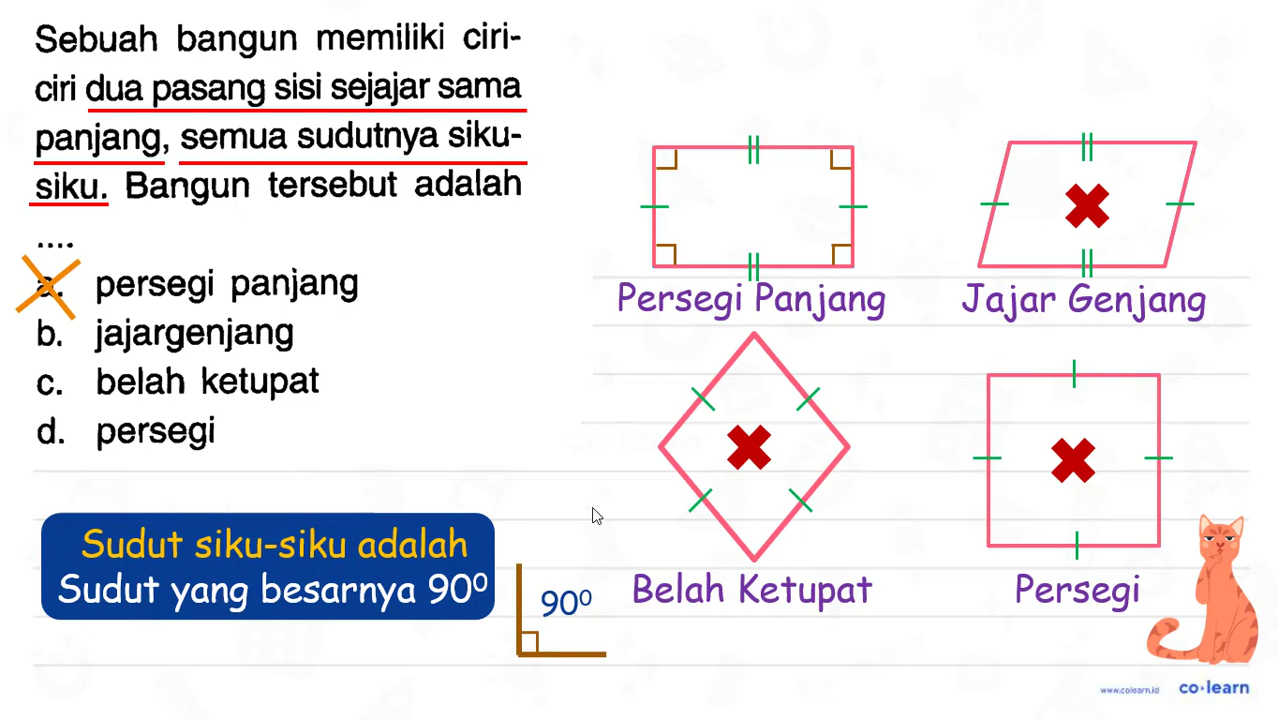 Sebuah bangun memiliki ciri-
ciri dua pasang sisi sejajar sama
panjang, semua sudutnya siku-
siku. Bangun tersebut adalah
....
a. persegi panjang
b. jajargenjang
c. belah ketupat
d. persegi
Sudut siku-siku adalah
Sudut yang besarnya 90⁰
90⁰
Persegi Panjang
Jajar Genjang
Belah Ketupat
Persegi
www.colearn.id
co·learn